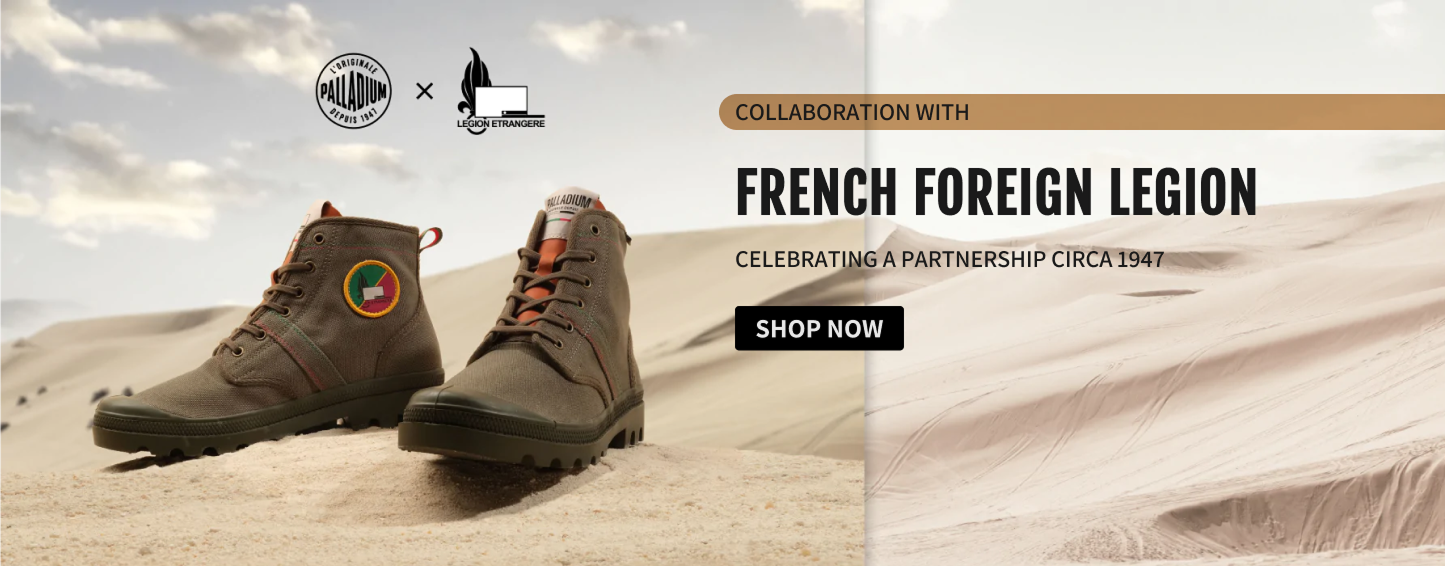 L'ORIGINALE
PALLADIUM
DEPUIS 1947
×
LEGION ETRANGERE
COLLABORATION WITH
FRENCH FOREIGN LEGION
CELEBRATING A PARTNERSHIP CIRCA 1947
SHOP NOW
PALLADIUM